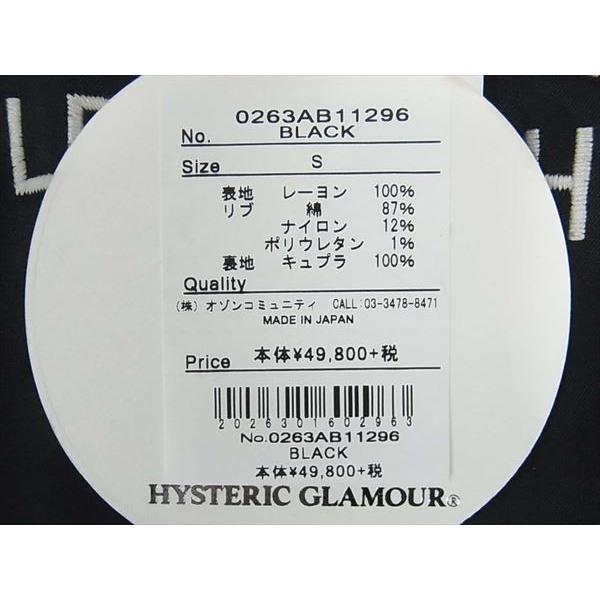 No. 0263AB11296
BLACK
Size S
表地 レーヨン 100%
リブ 綿 87%
ナイロン 12%
ポリウレタン 1%
裏地 キュプラ 100%
Quality
(株) オゾンコミュニティ CALL:03-3478-8471
MADE IN JAPAN
Price 本体¥49,800+税
2026301602963
No.0263AB11296
BLACK
本体¥49,800+税
HYSTERIC GLAMOUR®